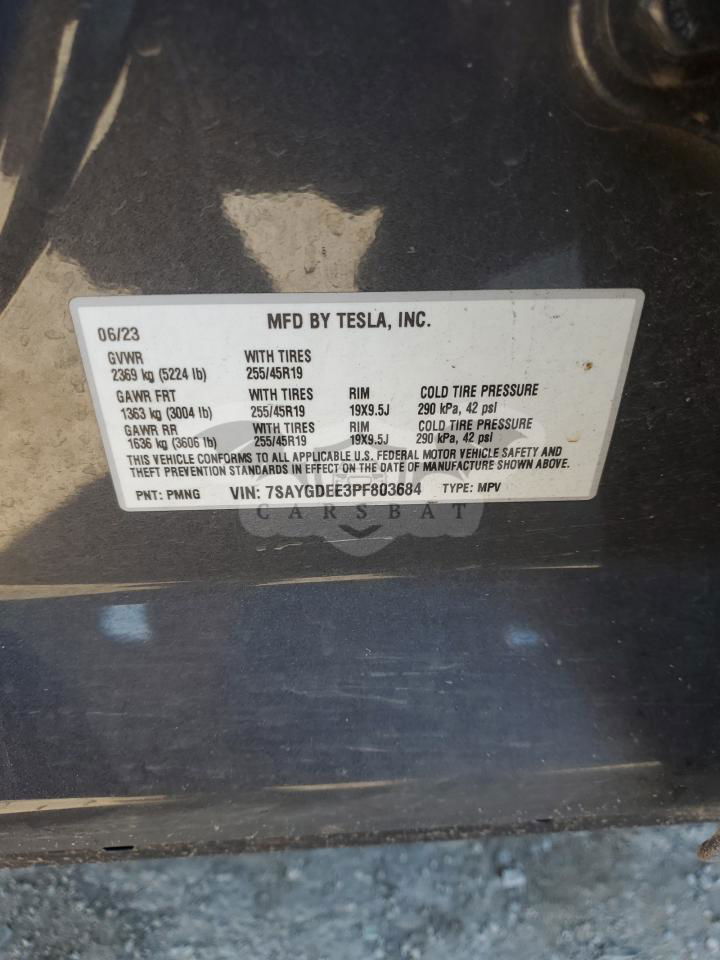 06/23 MFD BY TESLA, INC.
GVWR WITH TIRES
2369 kg (5224 lb) 255/45R19
GAWR FRT WITH TIRES RIM COLD TIRE PRESSURE
1363 kg (3004 lb) 255/45R19 19X9.5J 290 kPa, 42 psi
GAWR RR WITH TIRES RIM COLD TIRE PRESSURE
1636 kg (3606 lb) 255/45R19 19X9.5J 290 kPa, 42 psi
THIS VEHICLE CONFORMS TO ALL APPLICABLE U.S. FEDERAL MOTOR VEHICLE SAFETY AND
THEFT PREVENTION STANDARDS IN EFFECT ON THE DATE OF MANUFACTURE SHOWN ABOVE.
PNT: PMNG VIN: 7SAYGDEE3PF803684 TYPE: MPV
CARSBAT